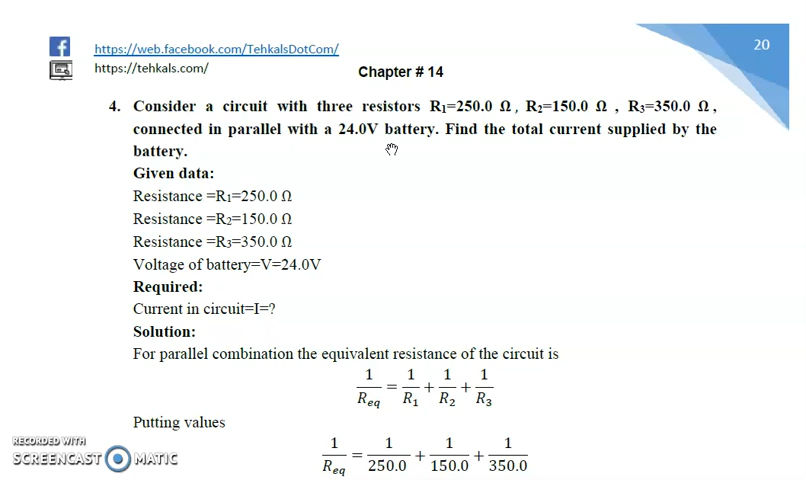 20
https://web.facebook.com/TehkalsDotCom/
https://tehkals.com/
Chapter # 14
4. Consider a circuit with three resistors R₁=250.0 Ω , R₂=150.0 Ω , R₃=350.0 Ω ,
connected in parallel with a 24.0V battery. Find the total current supplied by the
battery.
Given data:
Resistance =R₁=250.0 Ω
Resistance =R₂=150.0 Ω
Resistance =R₃=350.0 Ω
Voltage of battery=V=24.0V
Required:
Current in circuit=I=?
Solution:
For parallel combination the equivalent resistance of the circuit is
1/Req = 1/R₁ + 1/R₂ + 1/R₃
Putting values
1/Req = 1/250.0 + 1/150.0 + 1/350.0
RECORDED WITH
SCREENCAST MATIC